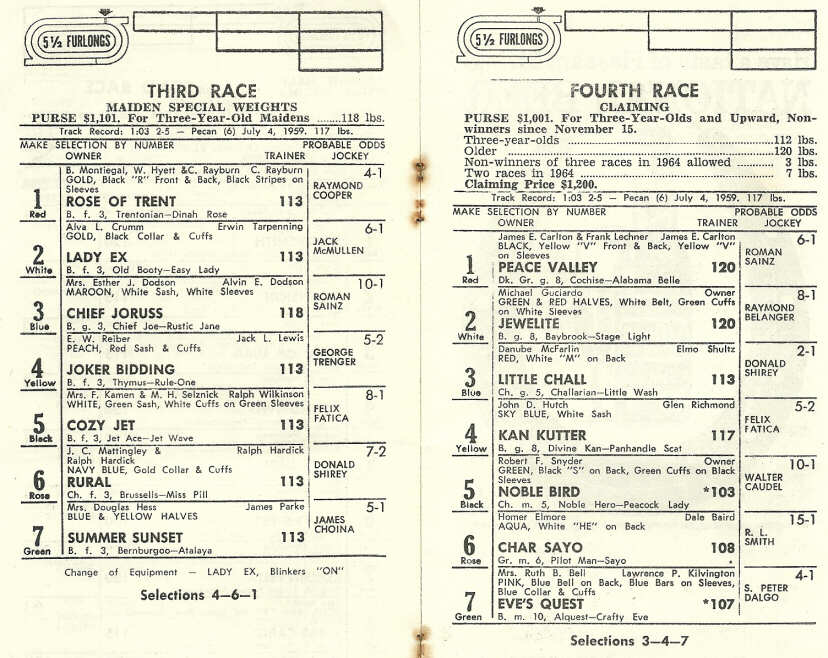 5½ FURLONGS
THIRD RACE
MAIDEN SPECIAL WEIGHTS
PURSE $1,101. For Three-Year-Old Maidens ........118 lbs.
Track Record: 1:03 2-5 — Pecan (6) July 4, 1959. 117 lbs.
MAKE SELECTION BY NUMBER PROBABLE ODDS
OWNER TRAINER JOCKEY
B. Montiegal, W. Hyett &C. Rayburn C. Rayburn 4-1
GOLD, Black "R" Front & Back, Black Stripes on
Sleeves
RAYMOND
COOPER
1 ROSE OF TRENT 113
Red B. f. 3, Trentonian—Dinah Rose
Alva L. Crumm Erwin Tarpenning 6-1
GOLD, Black Collar & Cuffs
JACK
McMULLEN
2 LADY EX 113
White B. f. 3, Old Booty—Easy Lady
Mrs. Esther J. Dodson Alvin E. Dodson 10-1
MAROON, White Sash, White Sleeves
ROMAN
SAINZ
3 CHIEF JORUSS 118
Blue B. g. 3, Chief Joe—Rustic Jane
E. W. Reiber Jack L. Lewis 5-2
PEACH, Red Sash & Cuffs
GEORGE
TRENGER
4 JOKER BIDDING 113
Yellow B. f. 3, Thymus—Rule-One
Mrs. F. Kamen & M. H. Selznick Ralph Wilkinson 8-1
WHITE, Green Sash, White Cuffs on Green Sleeves
FELIX
FATICA
5 COZY JET 113
Black B. f. 3, Jet Ace—Jet Wave
J. C. Mattingley & Ralph Hardick 7-2
Ralph Hardick
NAVY BLUE, Gold Collar & Cuffs
DONALD
SHIREY
6 RURAL 113
Rose Ch. f. 3, Brussells—Miss Pill
Mrs. Douglas Hess James Parke 5-1
BLUE & YELLOW HALVES
JAMES
CHOINA
7 SUMMER SUNSET 113
Green B. f. 3, Bernburgoo—Atalaya
Change of Equipment — LADY EX, Blinkers "ON"
Selections 4—6—1
5½ FURLONGS
FOURTH RACE
CLAIMING
PURSE $1,001. For Three-Year-Olds and Upward, Non-
winners since November 15.
Three-year-olds ........112 lbs.
Older ........120 lbs.
Non-winners of three races in 1964 allowed ........ 3 lbs.
Two races in 1964 ........ 7 lbs.
Claiming Price $1,200.
Track Record: 1:03 2-5 — Pecan (6) July 4, 1959. 117 lbs.
MAKE SELECTION BY NUMBER PROBABLE ODDS
OWNER TRAINER JOCKEY
James E. Carlton & Frank Lechner James E. Carlton 6-1
BLACK, Yellow "V" Front & Back, Yellow "V"
on Sleeves
ROMAN
SAINZ
1 PEACE VALLEY 120
Red Dk. Gr. g. 8, Cochise—Alabama Belle
Michael Guciardo Owner 8-1
GREEN & RED HALVES, White Belt, Green Cuffs
on White Sleeves
RAYMOND
BELANGER
2 JEWELITE 120
White B. g. 8, Baybrook—Stage Light
Danube McFarlin Elmo Shultz 2-1
RED, White "M" on Back
DONALD
SHIREY
3 LITTLE CHALL 113
Blue Ch. g. 5, Challarian—Little Wash
John D. Hutch Glen Richmond 5-2
SKY BLUE, White Sash
FELIX
FATICA
4 KAN KUTTER 117
Yellow B. g. 8, Divine Kan—Panhandle Scat
Robert F. Snyder Owner 10-1
GREEN, Black "S" on Back, Green Cuffs on Black
Sleeves
WALTER
CAUDEL
5 NOBLE BIRD *103
Black Ch. m. 5, Noble Hero—Peacock Lady
Homer Elmore Dale Baird 15-1
AQUA, White "HE" on Back
R. L.
SMITH
6 CHAR SAYO 108
Rose Gr. m. 6, Pilot Man—Sayo
Mrs. Ruth B. Bell Lawrence P. Kilvington 4-1
PINK, Blue Bell on Back, Blue Bars on Sleeves,
Blue Collar & Cuffs
S. PETER
DALGO
7 EVE'S QUEST *107
Green B. m. 10, Alquest—Crafty Eve
Selections 3—4—7